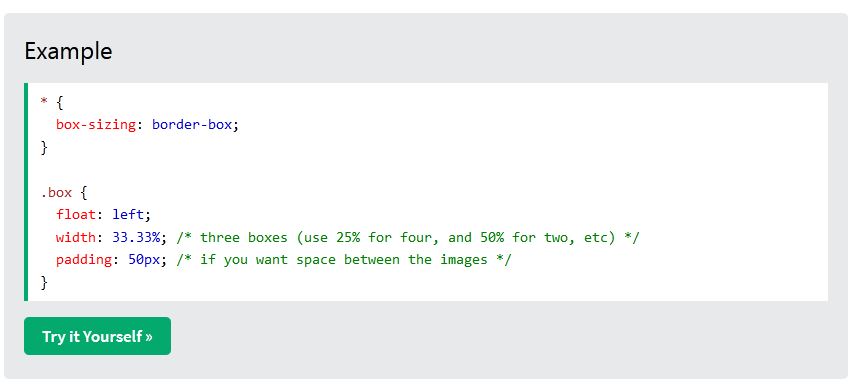 Example
* {
  box-sizing: border-box;
}
.box {
  float: left;
  width: 33.33%; /* three boxes (use 25% for four, and 50% for two, etc) */
  padding: 50px; /* if you want space between the images */
}
Try it Yourself »